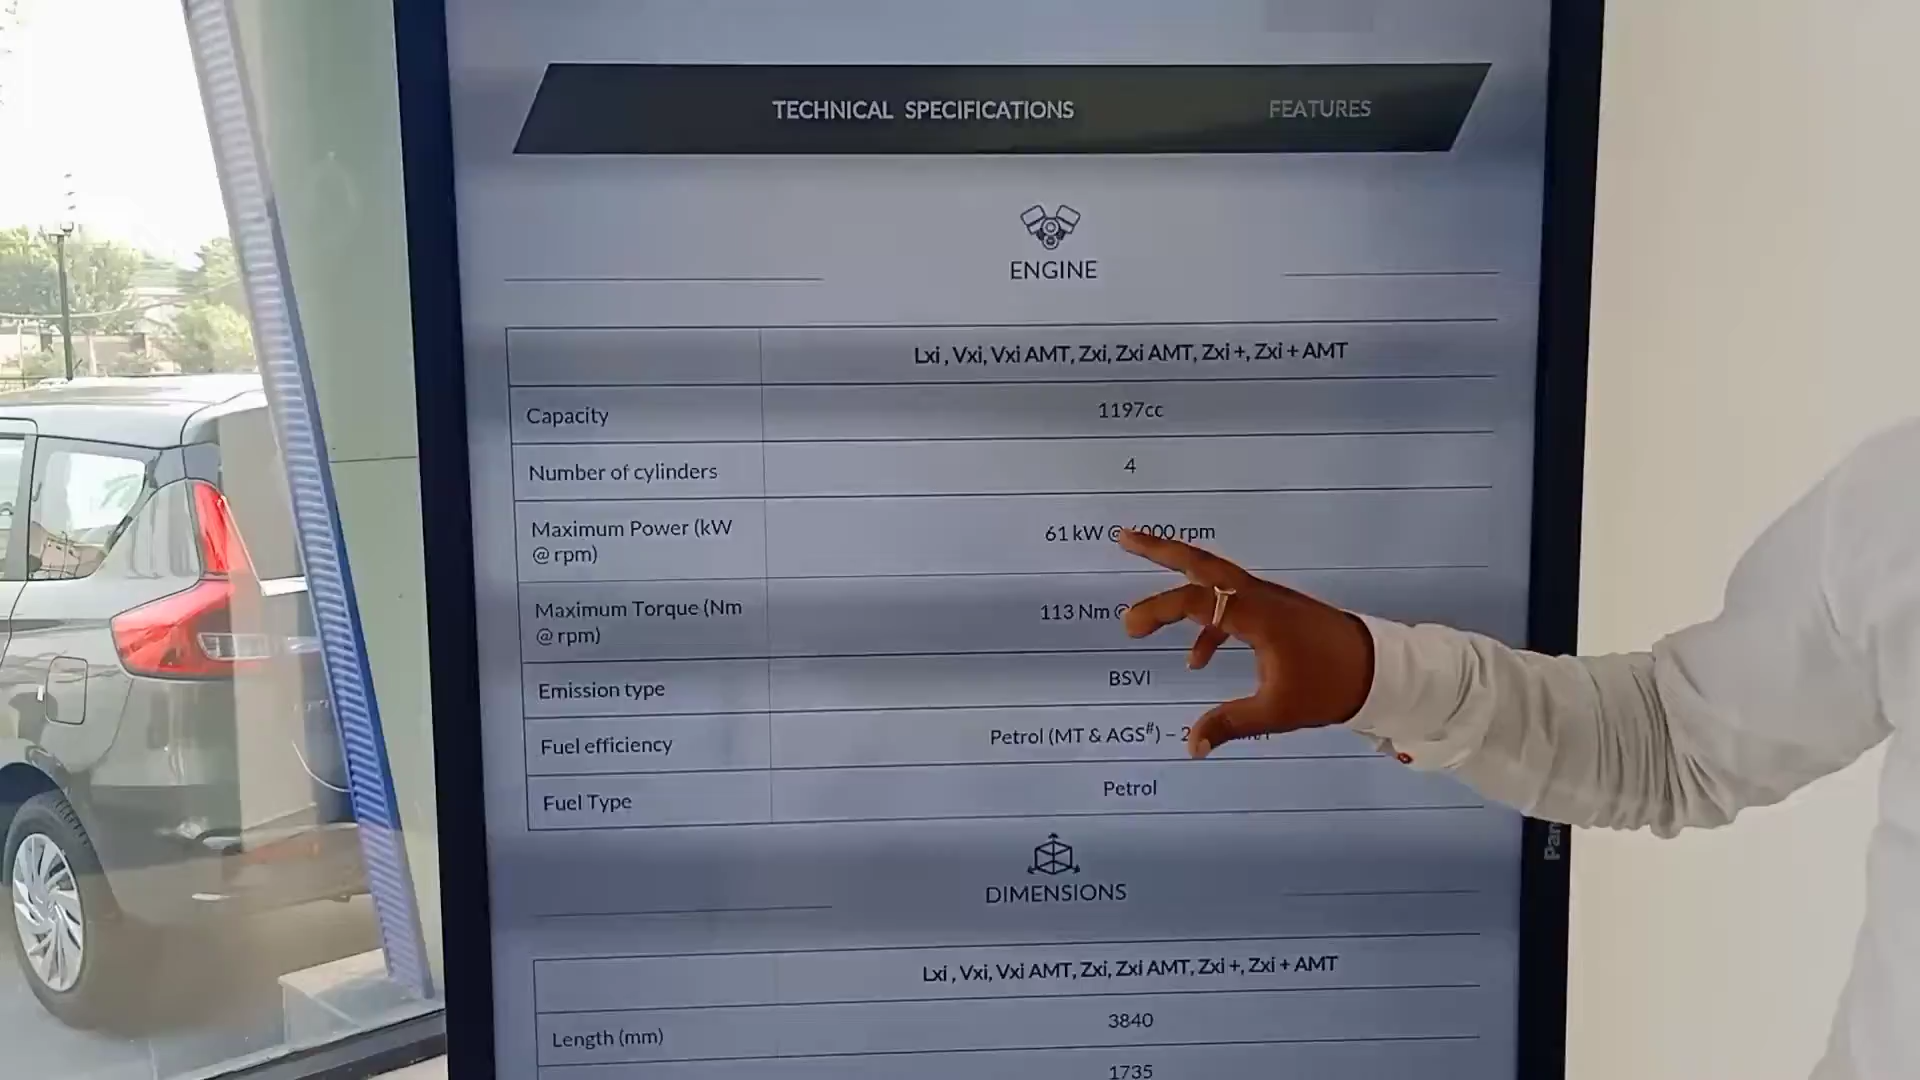 TECHNICAL SPECIFICATIONS FEATURES
ENGINE
Lxi , Vxi, Vxi AMT, Zxi, Zxi AMT, Zxi +, Zxi + AMT
Capacity 1197cc
Number of cylinders 4
Maximum Power (kW
@ rpm) 61 kW @ 6000 rpm
Maximum Torque (Nm
@ rpm) 113 Nm @
Emission type BSVI
Fuel efficiency Petrol (MT & AGS#) – 2
Fuel Type Petrol
DIMENSIONS
Lxi , Vxi, Vxi AMT, Zxi, Zxi AMT, Zxi +, Zxi + AMT
Length (mm) 3840
1735